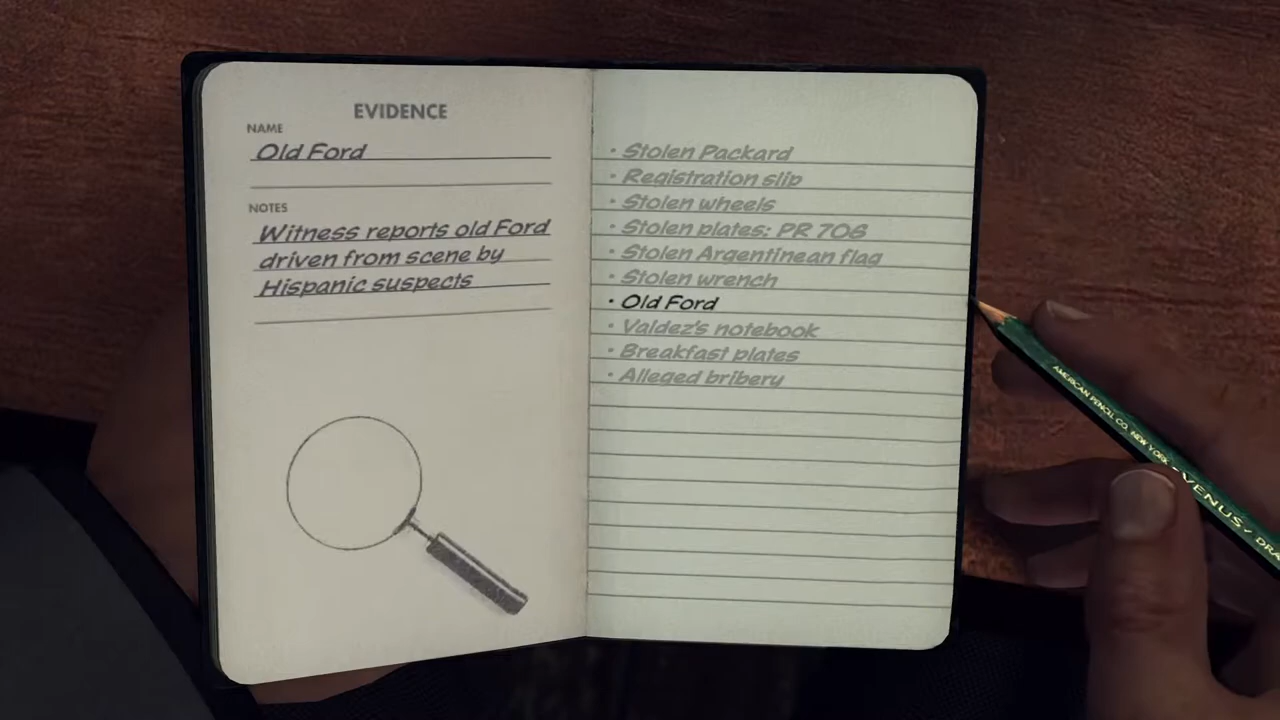 EVIDENCE
NAME
Old Ford
NOTES
Witness reports old Ford
driven from scene by
Hispanic suspects
• Stolen Packard
• Registration slip
• Stolen wheels
• Stolen plates: PR 706
• Stolen Argentinean flag
• Stolen wrench
• Old Ford
• Valdez's notebook
• Breakfast plates
• Alleged bribery
AMERICAN PENCIL CO. NEW YORK VENUS DRA